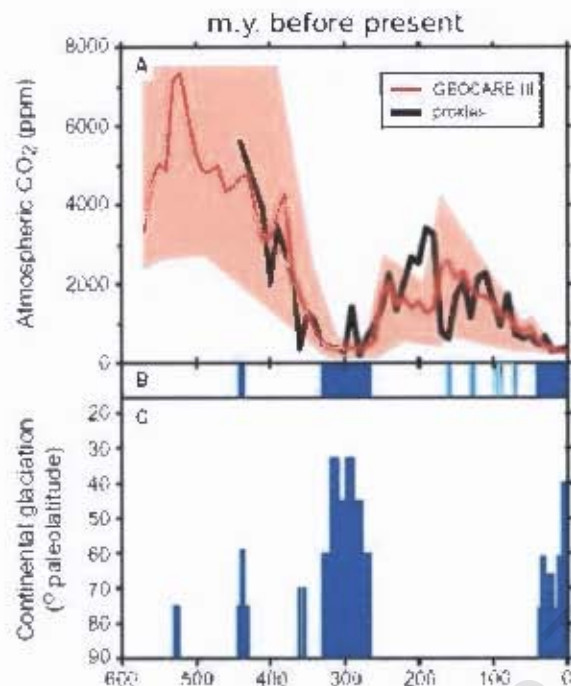 m.y. before present
8000
6000
4000
2000
0
Atmospheric CO₂ (ppm)
A
GEOCARB III
proxies
B
C
20
30
40
50
60
70
80
90
Continental glaciation
(° paleolatitude)
600 500 400 300 200 100 0